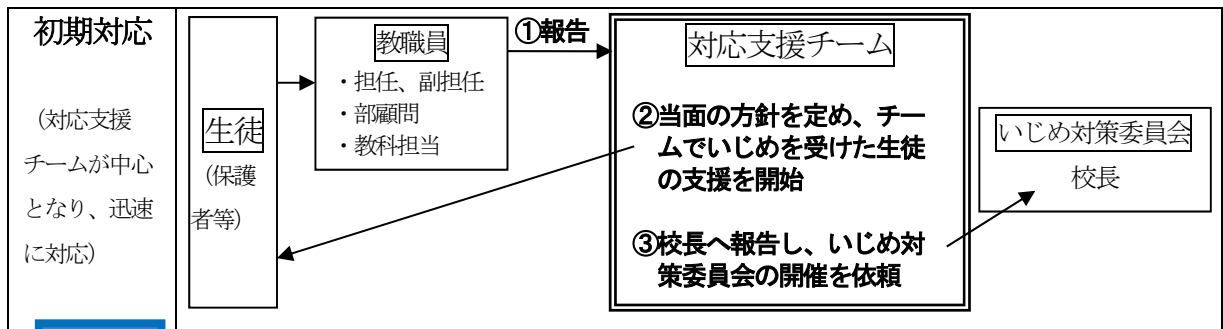 初期対応
（対応支援
チームが中心
となり、迅速
に対応）
生徒
（保護
者等）
教職員
・担任、副担任
・部顧問
・教科担当
①報告
対応支援チーム
②当面の方針を定め、チー
ムでいじめを受けた生徒
の支援を開始
③校長へ報告し、いじめ対
策委員会の開催を依頼
いじめ対策委員会
校長